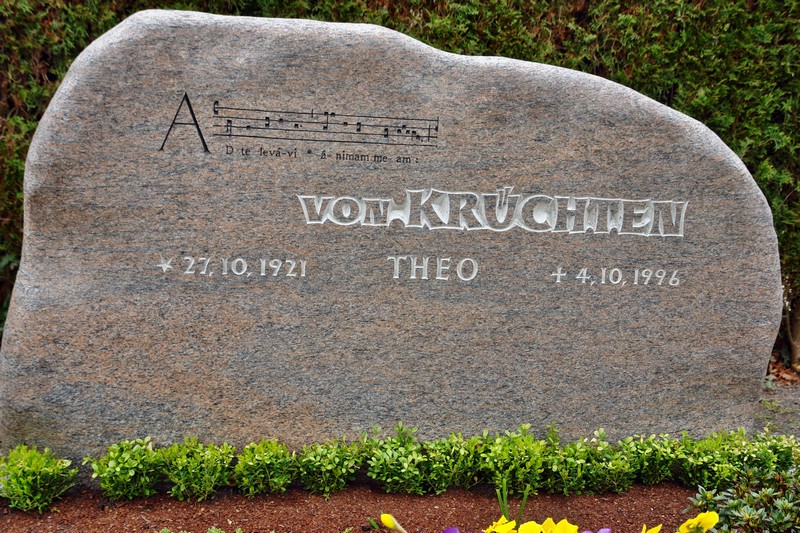 A
D te levá-vi * á-nimam me-am :
VON KRÜCHTEN
* 27, 10, 1921 THEO + 4, 10, 1996